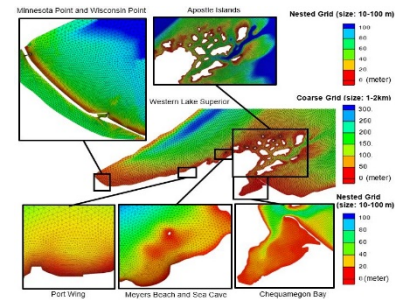 Minnesota Point and Wisconsin Point
Apostle Islands
Nested Grid (size: 10-100 m)
100
80
60
40
20
0 (meter)
Western Lake Superior
Coarse Grid (size: 1-2km)
300
250
200
150
100
50
0 (meter)
Nested Grid
(size: 10-100 m)
100
80
60
40
20
0 (meter)
Port Wing
Meyers Beach and Sea Cave
Chequamegon Bay